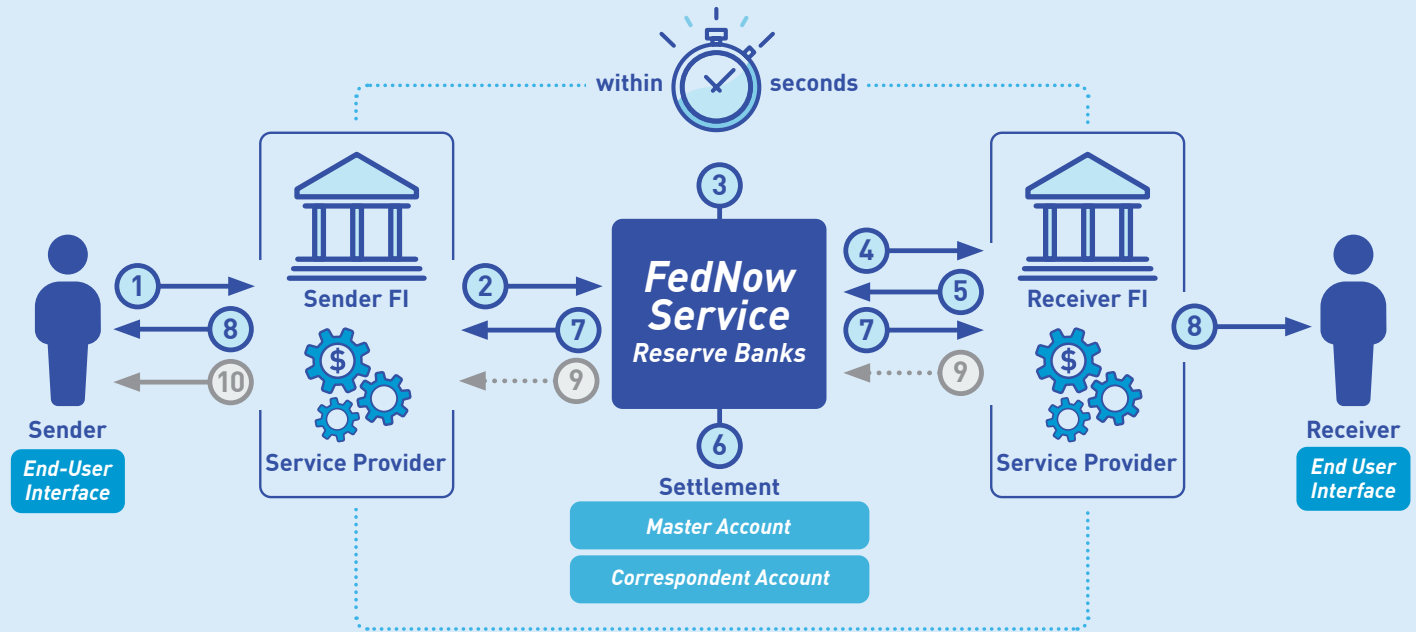 within
seconds
3
1
8
10
Sender
End-User
Interface
Sender FI
$
Service Provider
2
7
9
FedNow
Service
Reserve Banks
6
Settlement
Master Account
Correspondent Account
4
5
7
9
Receiver FI
$
Service Provider
8
Receiver
End User
Interface